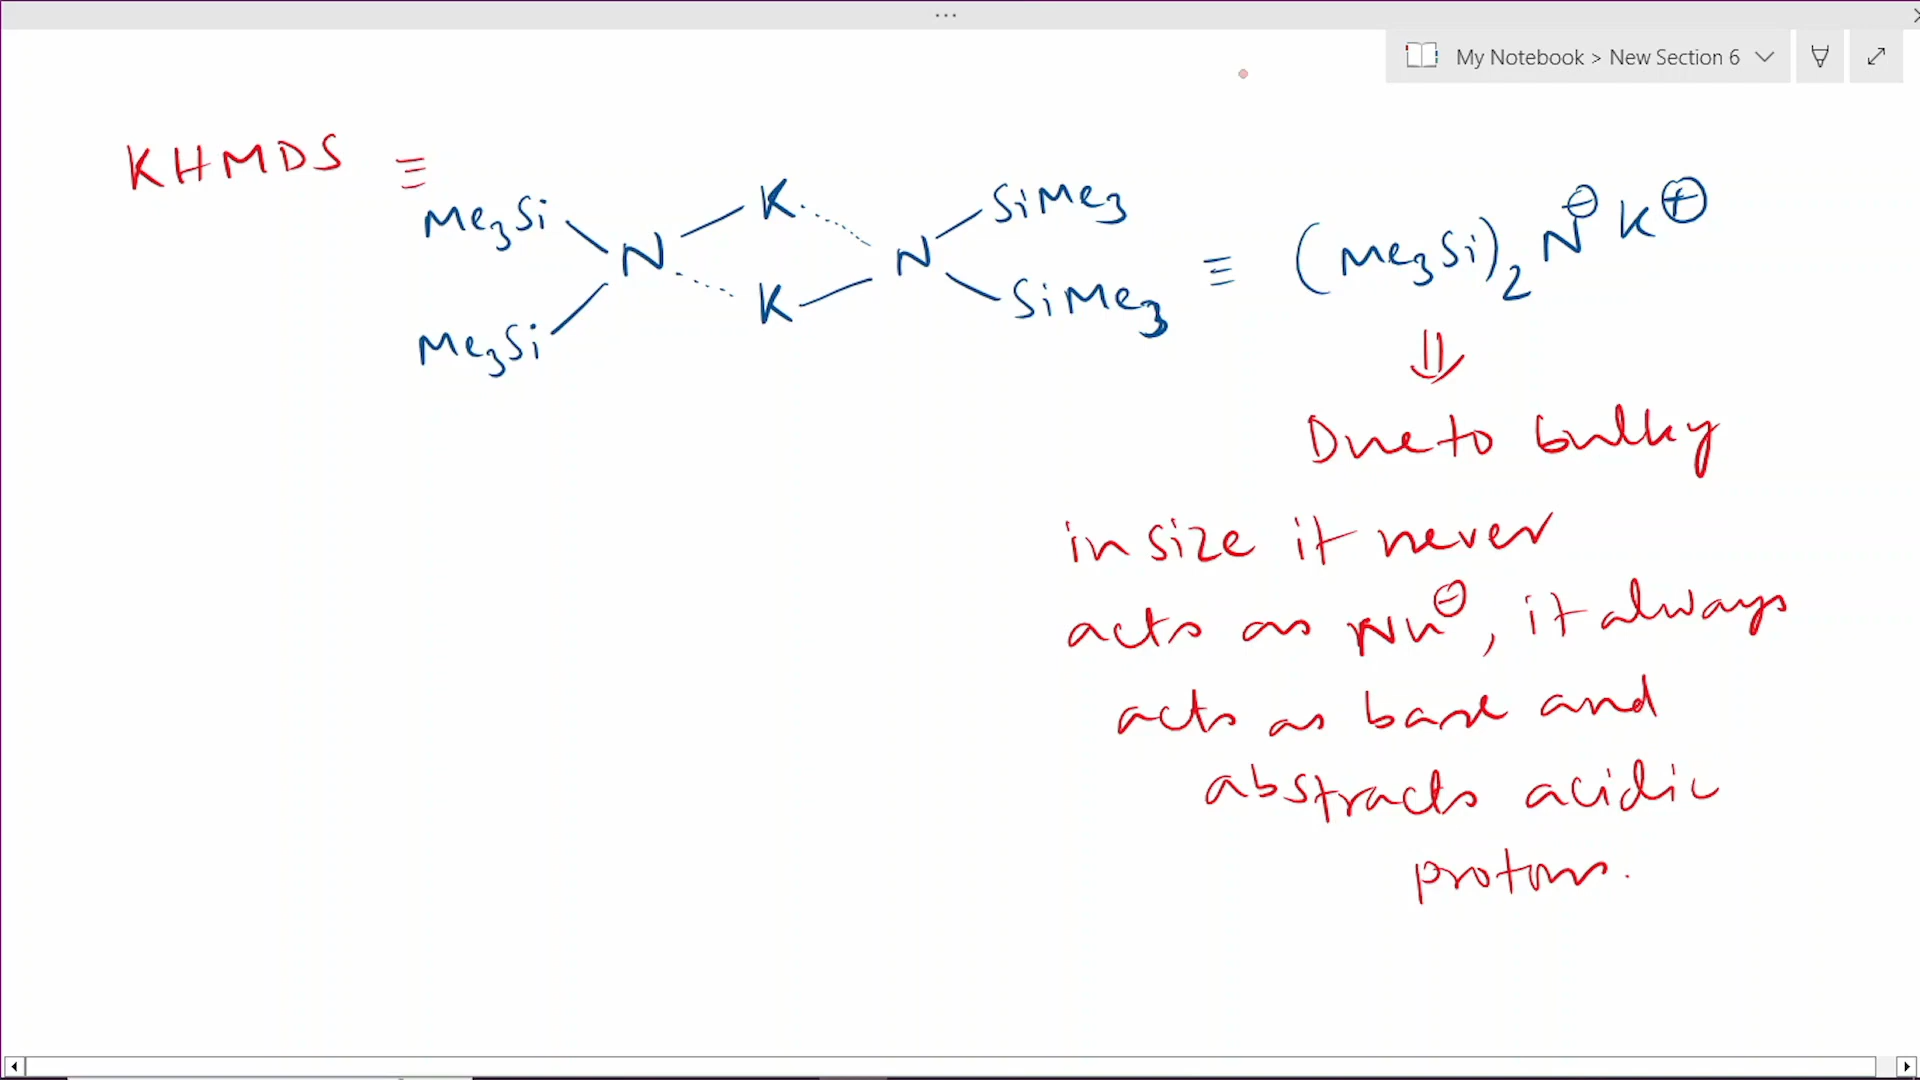 ...
My Notebook > New Section 6
KHMDS ≡
Me₃Si
Me₃Si
N
K
K
N
SiMe₃
SiMe₃
≡ (Me₃Si)₂ N⊖ K⊕
⇓
Due to bulky
in size it never
acts as Nu⊖, it always
acts as base and
abstracts acidic
protons.